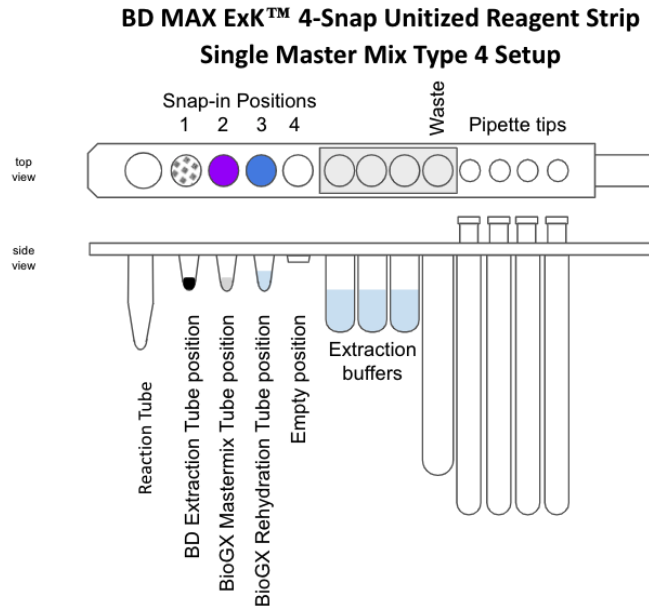 BD MAX ExK™ 4-Snap Unitized Reagent Strip
Single Master Mix Type 4 Setup
Snap-in Positions
1 2 3 4
Waste
Pipette tips
top
view
side
view
Reaction Tube
BD Extraction Tube position
BioGX Mastermix Tube position
BioGX Rehydration Tube position
Empty position
Extraction
buffers